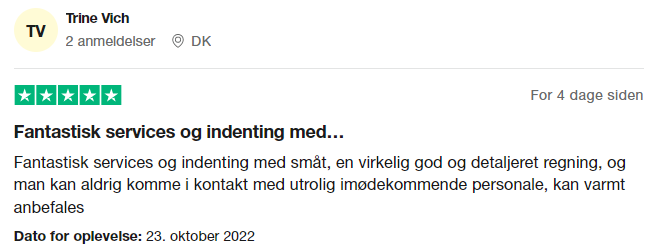 TV
Trine Vich
2 anmeldelser DK
For 4 dage siden
Fantastisk services og indenting med…
Fantastisk services og indenting med småt, en virkelig god og detaljeret regning, og
man kan aldrig komme i kontakt med utrolig imødekommende personale, kan varmt
anbefales
Dato for oplevelse: 23. oktober 2022